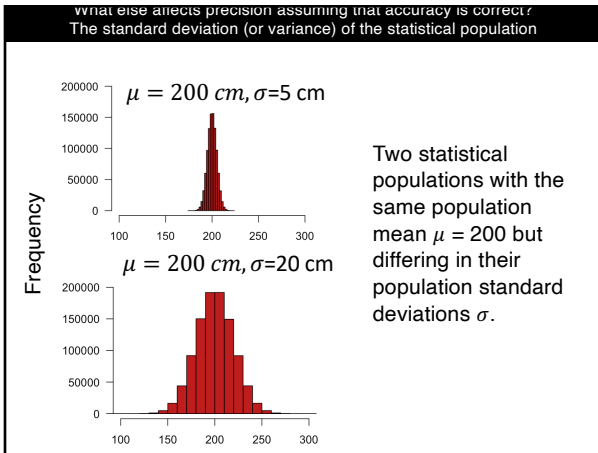 What else affects precision assuming that accuracy is correct?
The standard deviation (or variance) of the statistical population
μ = 200 cm, σ=5 cm
200000
150000
100000
50000
0
100 150 200 250 300
Frequency
μ = 200 cm, σ=20 cm
200000
150000
100000
50000
0
100 150 200 250 300
Two statistical
populations with the
same population
mean μ = 200 but
differing in their
population standard
deviations σ.